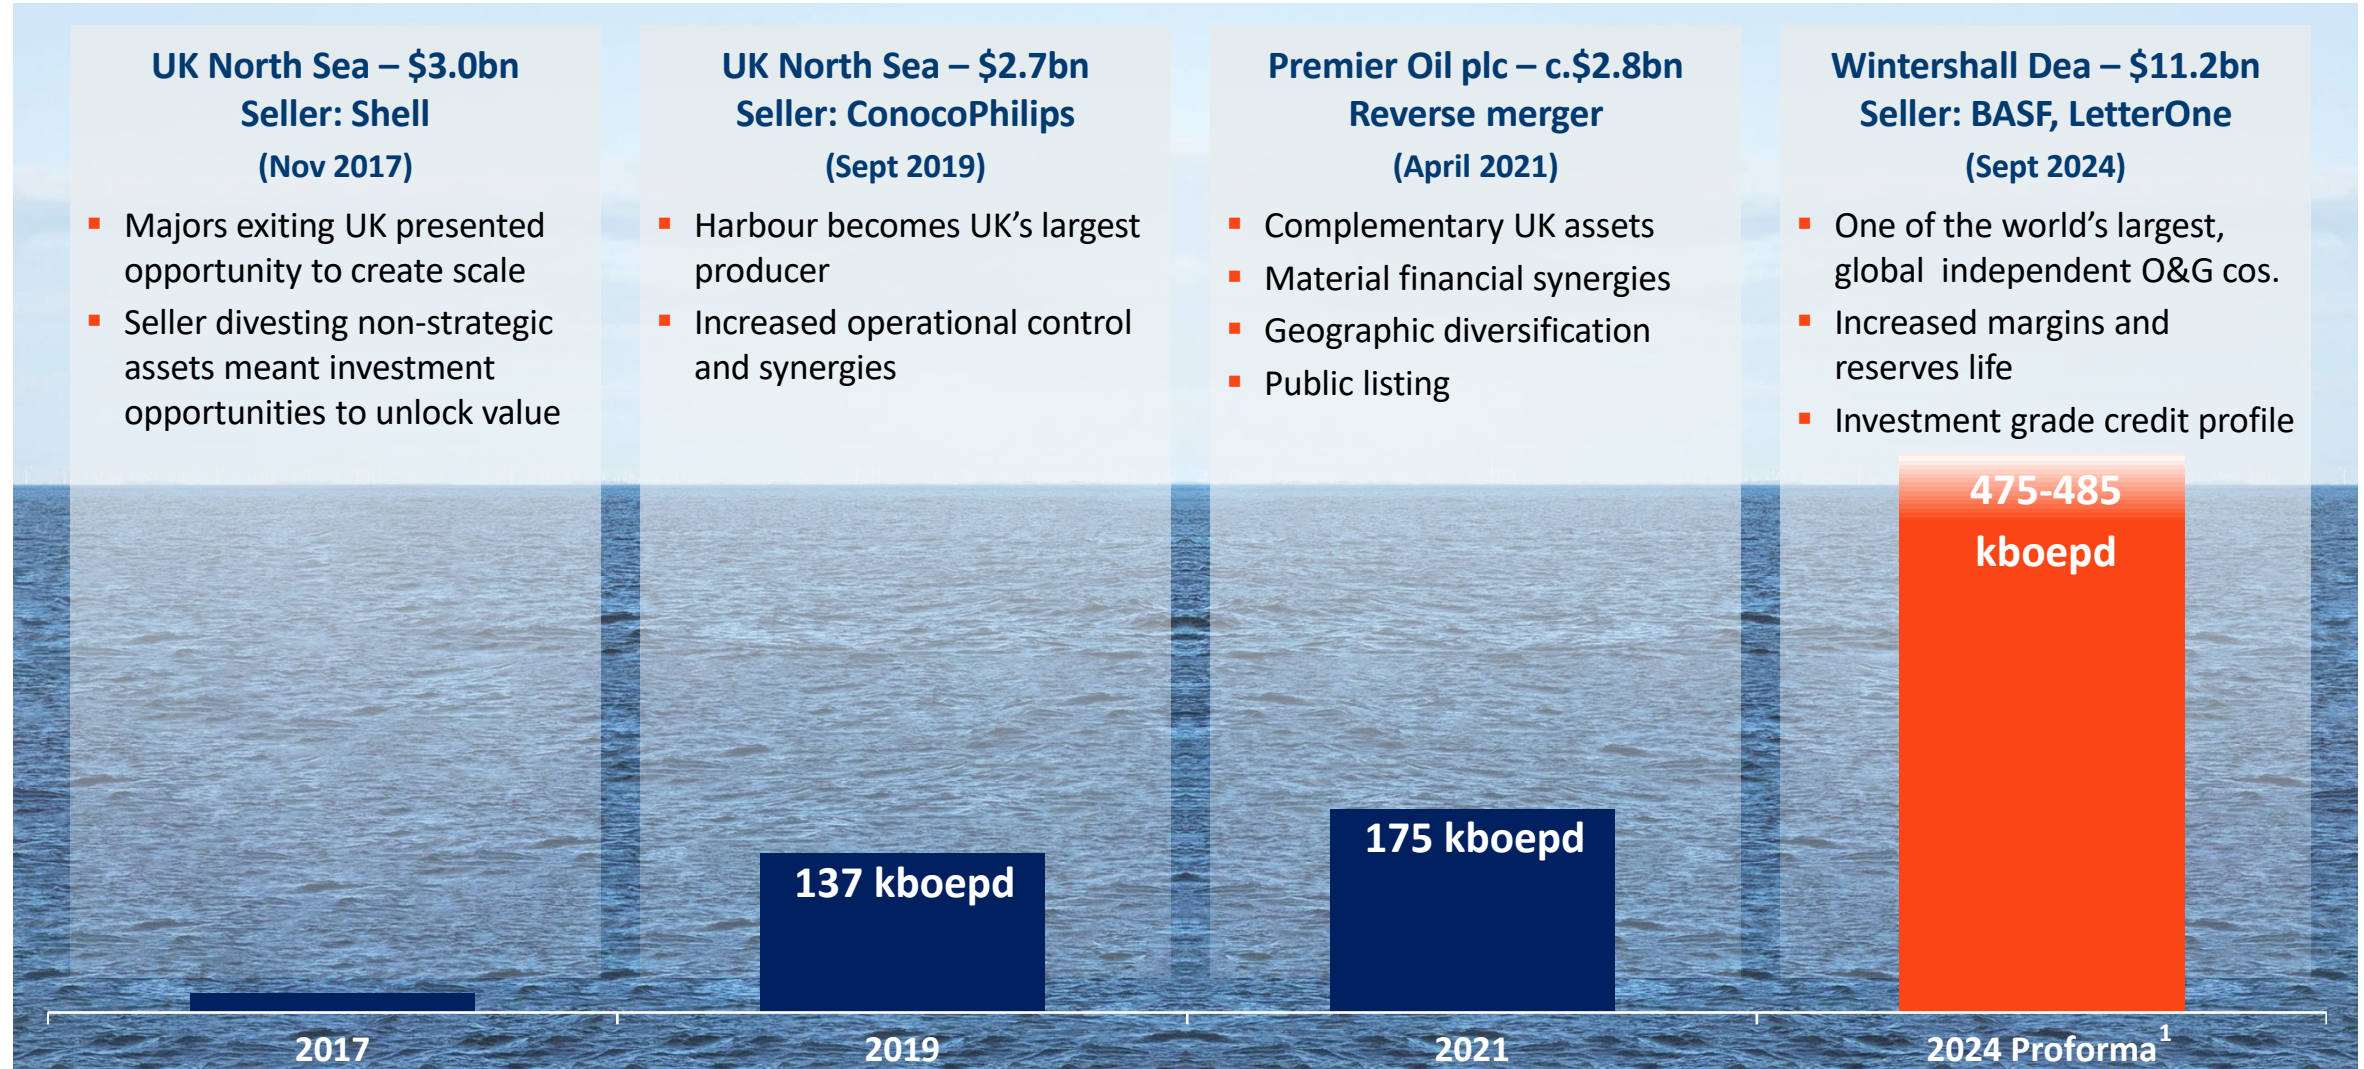 UK North Sea – $3.0bn
Seller: Shell
(Nov 2017)
▪ Majors exiting UK presented
opportunity to create scale
▪ Seller divesting non-strategic
assets meant investment
opportunities to unlock value
UK North Sea – $2.7bn
Seller: ConocoPhilips
(Sept 2019)
▪ Harbour becomes UK’s largest
producer
▪ Increased operational control
and synergies
Premier Oil plc – c.$2.8bn
Reverse merger
(April 2021)
▪ Complementary UK assets
▪ Material financial synergies
▪ Geographic diversification
▪ Public listing
Wintershall Dea – $11.2bn
Seller: BASF, LetterOne
(Sept 2024)
▪ One of the world’s largest,
global  independent O&G cos.
▪ Increased margins and
reserves life
▪ Investment grade credit profile
137 kboepd
175 kboepd
475-485
kboepd
2017
2019
2021
2024 Proforma¹